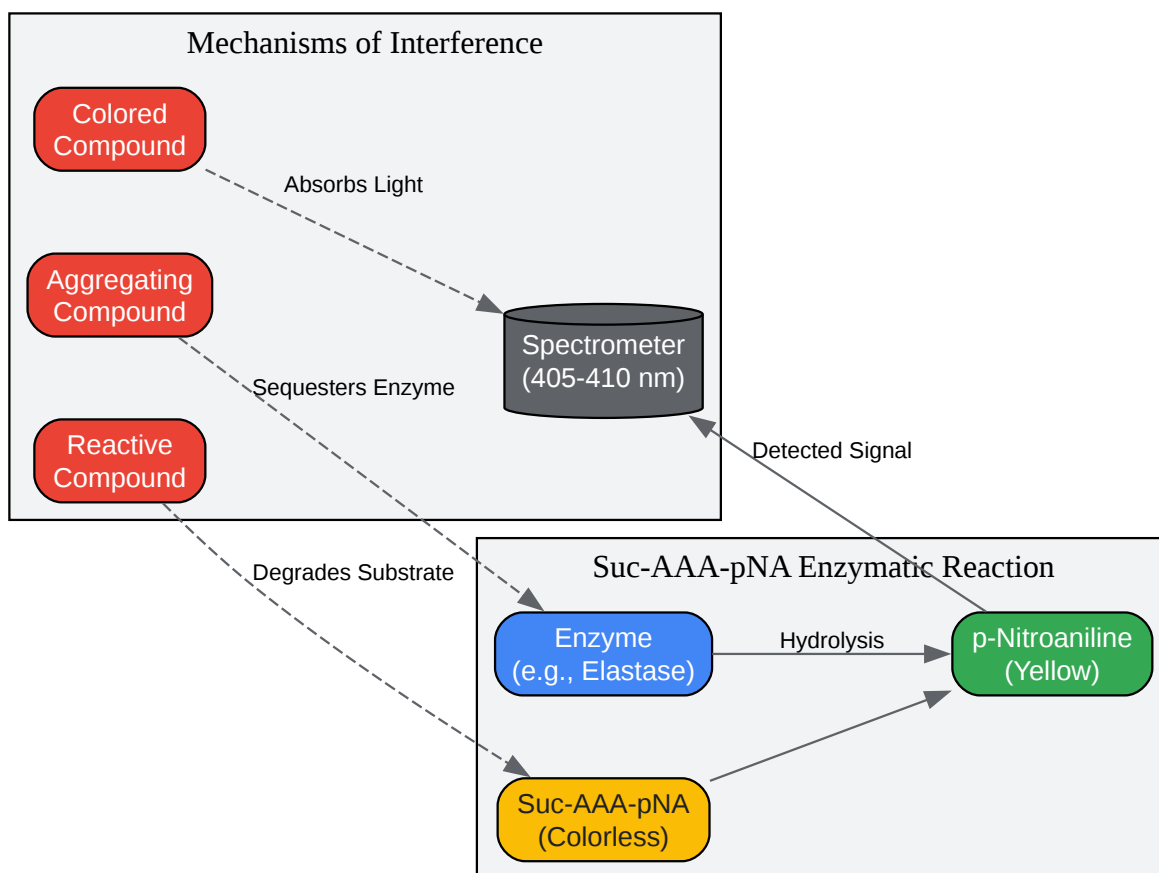 Mechanisms of Interference
Colored
Compound
Absorbs Light
Aggregating
Compound
Spectrometer
(405-410 nm)
Sequesters Enzyme
Reactive
Compound
Detected Signal
Degrades Substrate
Suc-AAA-pNA Enzymatic Reaction
Enzyme
(e.g., Elastase)
Hydrolysis
p-Nitroaniline
(Yellow)
Suc-AAA-pNA
(Colorless)